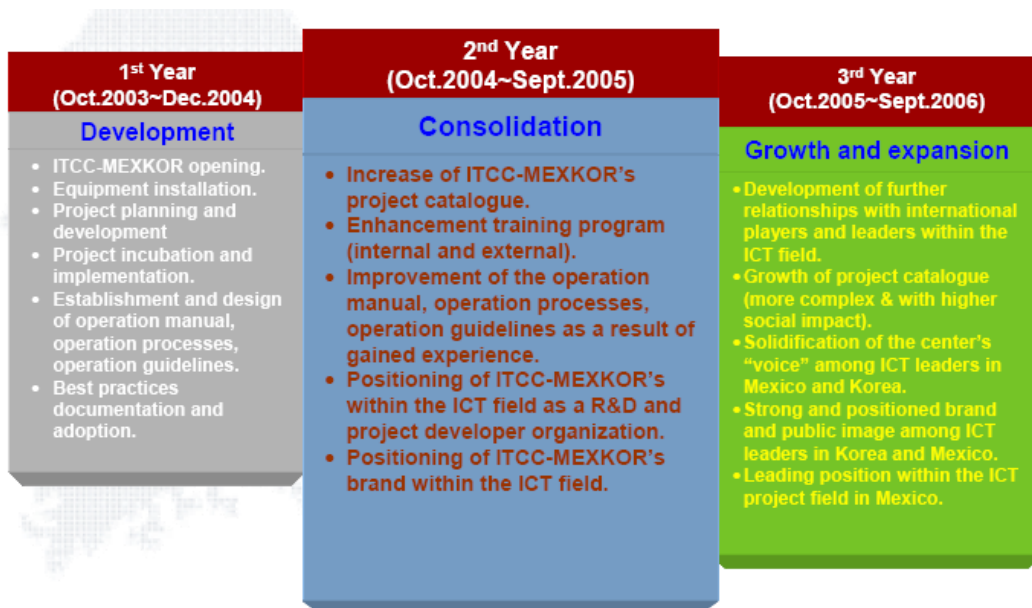 1st Year
(Oct.2003~Dec.2004)
Development
• ITCC-MEXKOR opening.
• Equipment installation.
• Project planning and
development
• Project incubation and
implementation.
• Establishment and design
of operation manual,
operation processes,
operation guidelines.
• Best practices
documentation and
adoption.
2nd Year
(Oct.2004~Sept.2005)
Consolidation
• Increase of ITCC-MEXKOR's
project catalogue.
• Enhancement training program
(internal and external).
• Improvement of the operation
manual, operation processes,
operation guidelines as a result of
gained experience.
• Positioning of ITCC-MEXKOR's
within the ICT field as a R&D and
project developer organization.
• Positioning of ITCC-MEXKOR's
brand within the ICT field.
3rd Year
(Oct.2005~Sept.2006)
Growth and expansion
• Development of further
relationships with international
players and leaders within the
ICT field.
• Growth of project catalogue
(more complex & with higher
social impact).
• Solidification of the center's
“voice” among ICT leaders in
Mexico and Korea.
• Strong and positioned brand
and public image among ICT
leaders in Korea and Mexico.
• Leading position within the ICT
project field in Mexico.